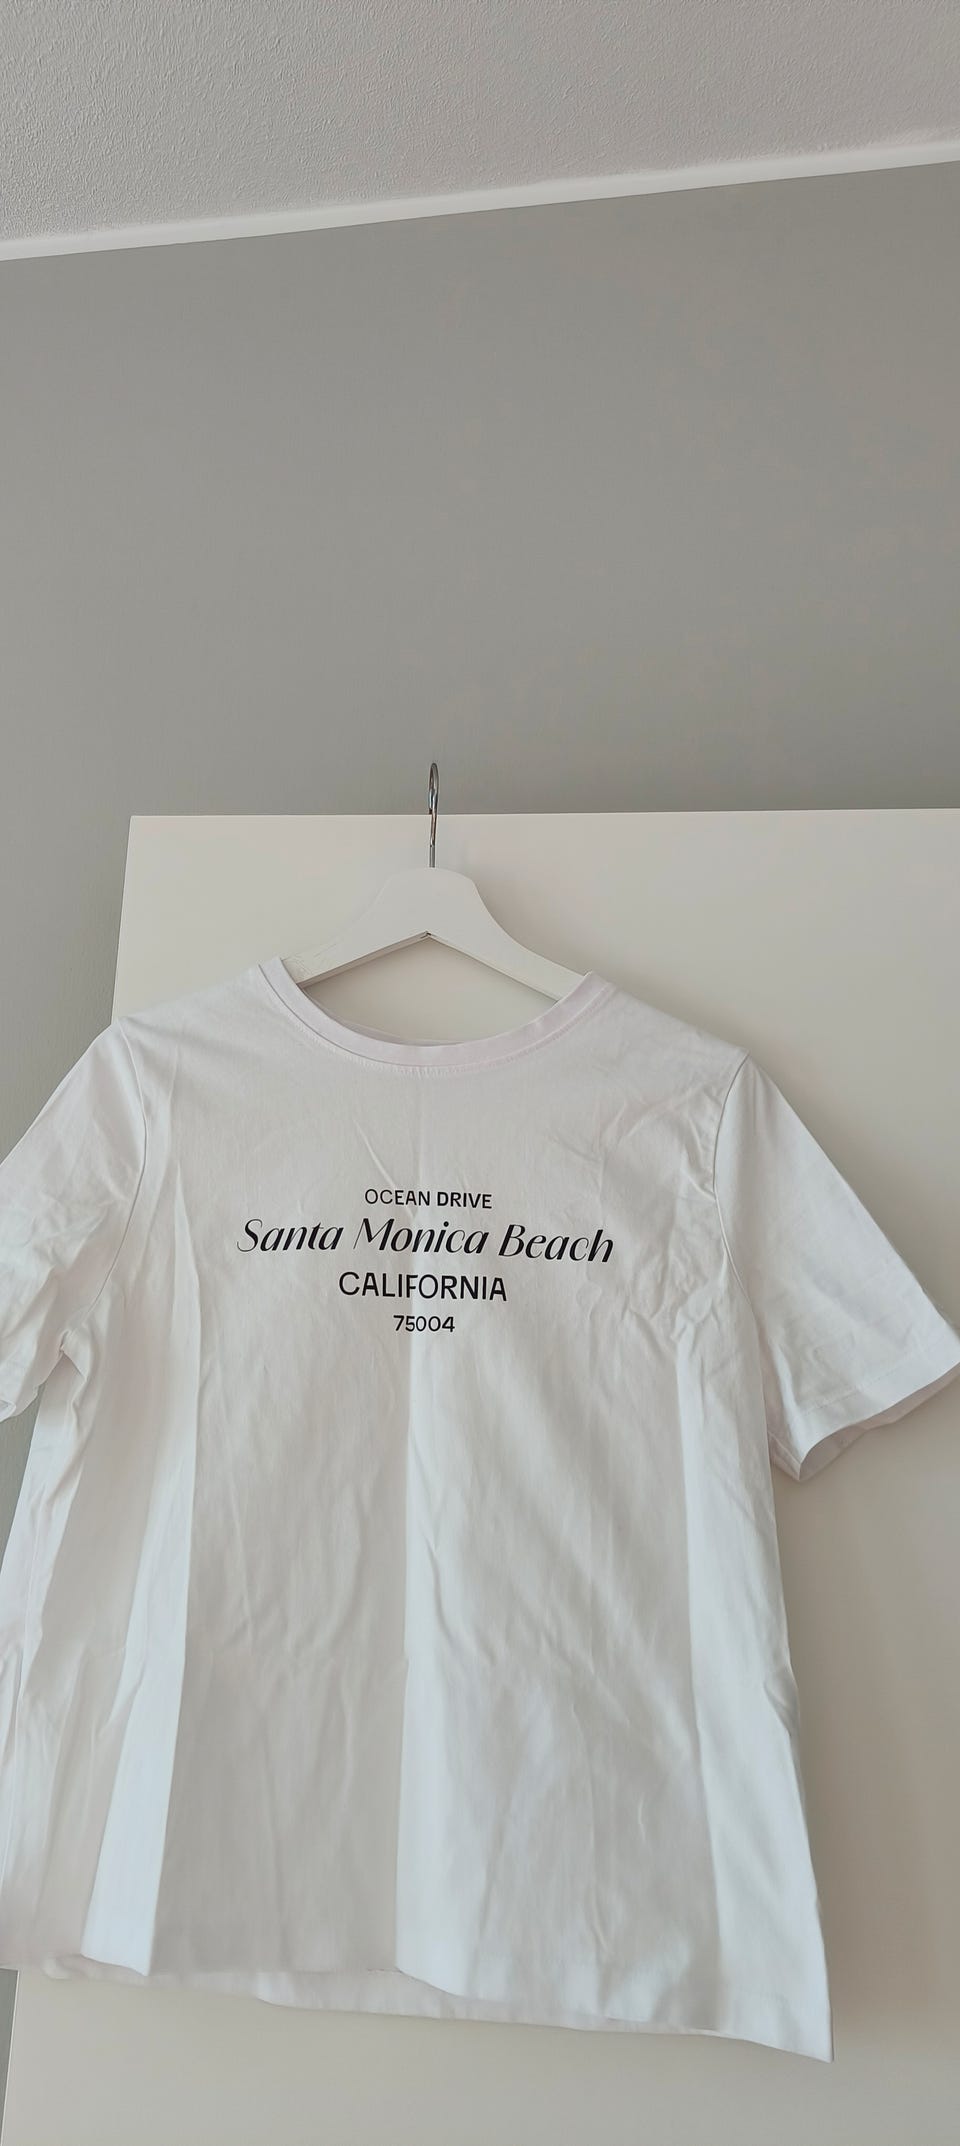 OCEAN DRIVE
Santa Monica Beach
CALIFORNIA
75004